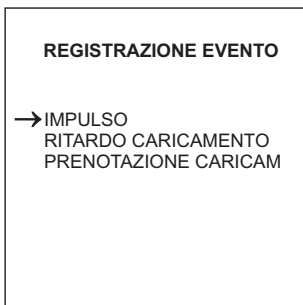 REGISTRAZIONE EVENTO
→IMPULSO
RITARDO CARICAMENTO
PRENOTAZIONE CARICAM